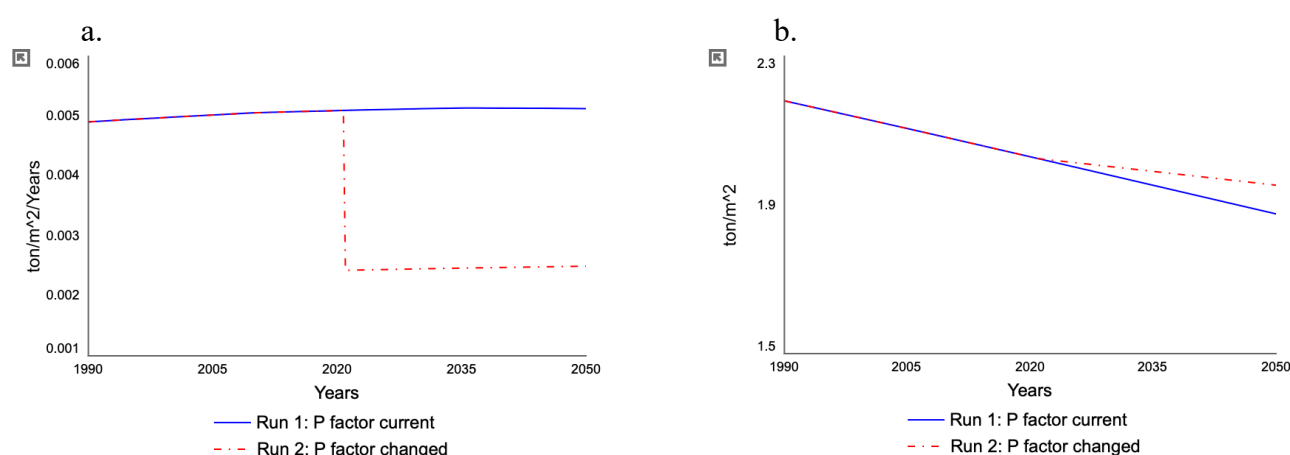 a.
0.006
0.005
0.004
0.003
0.002
0.001
ton/m^2/Years
1990
2005
2020
2035
2050
Years
Run 1: P factor current
Run 2: P factor changed
b.
2.3
1.9
1.5
ton/m^2
1990
2005
2020
2035
2050
Years
Run 1: P factor current
Run 2: P factor changed